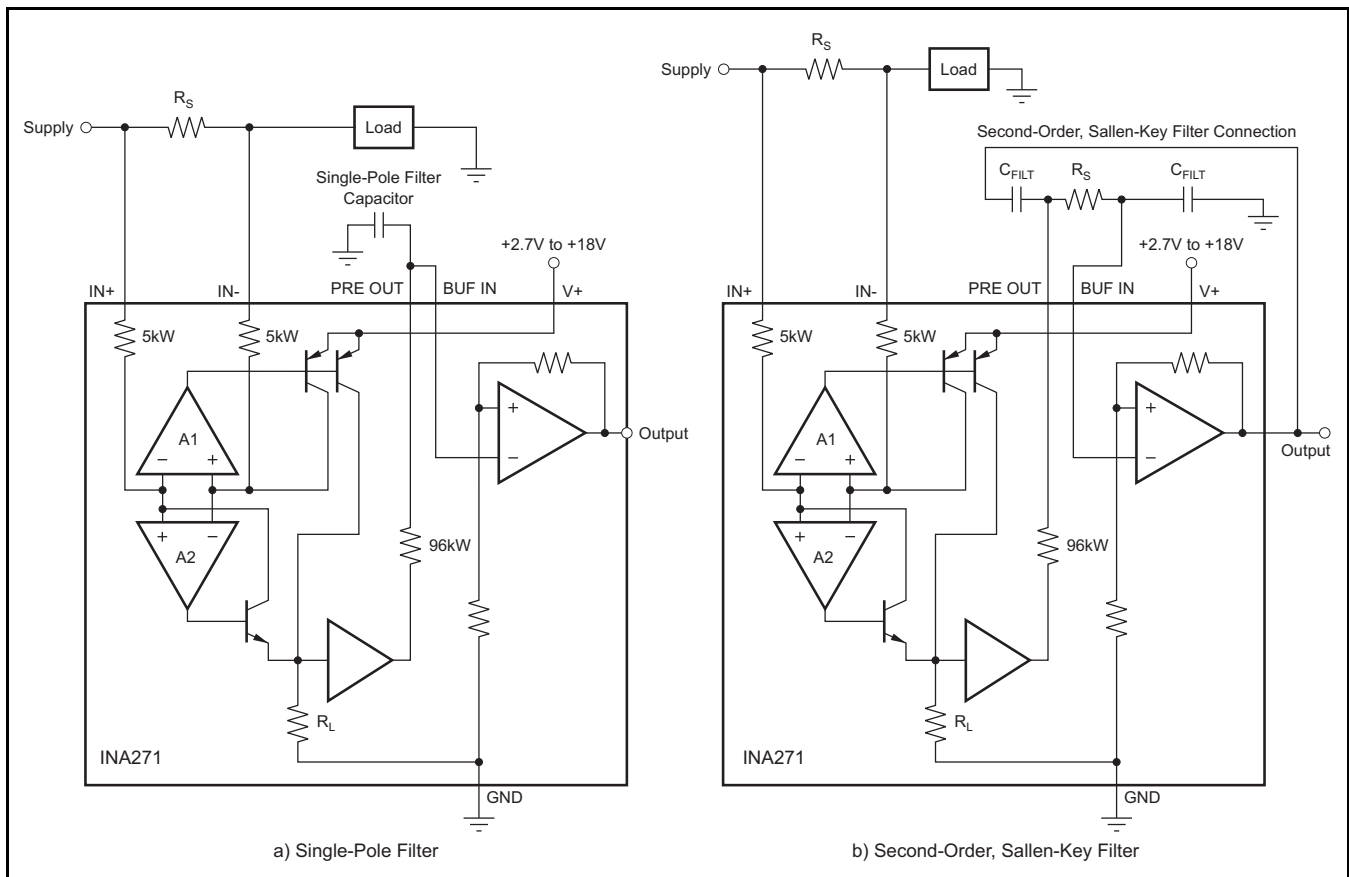 Supply
R_S
Load
Single-Pole Filter
Capacitor
+2.7V to +18V
IN+
IN-
PRE OUT
BUF IN
V+
5kW
5kW
A1
− +
+ −
A2
+
−
Output
96kW
R_L
INA271
GND
a) Single-Pole Filter
Supply
R_S
Load
Second-Order, Sallen-Key Filter Connection
C_FILT
R_S
C_FILT
+2.7V to +18V
IN+
IN-
PRE OUT
BUF IN
V+
5kW
5kW
A1
− +
+ −
A2
+
−
Output
96kW
R_L
INA271
GND
b) Second-Order, Sallen-Key Filter